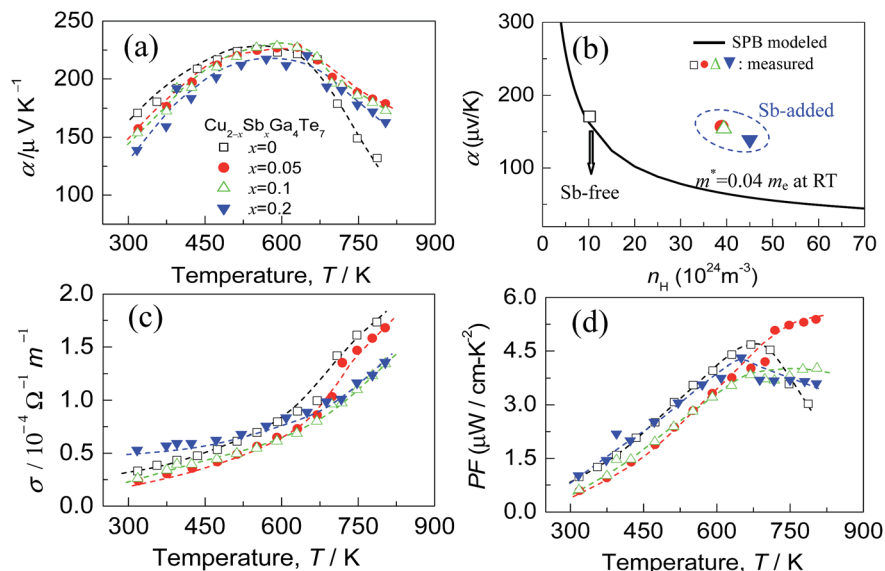 (a)
α /μ V K⁻¹
250
225
200
175
150
125
100
Cu₂₋ₓSbₓGa₄Te₇
x=0
x=0.05
x=0.1
x=0.2
300 450 600 750 900
Temperature, T / K
(b)
α (μv/K)
300
200
100
0
SPB modeled
: measured
Sb-added
Sb-free
m*=0.04 mₑ at RT
0 10 20 30 40 50 60 70
n_H (10²⁴m⁻³)
(c)
σ / 10⁻⁴ Ω⁻¹ m⁻¹
2.0
1.5
1.0
0.5
0.0
300 450 600 750 900
Temperature, T / K
(d)
PF (μW / cm-K⁻²)
6.0
4.5
3.0
1.5
0.0
300 450 600 750 900
Temperature, T / K